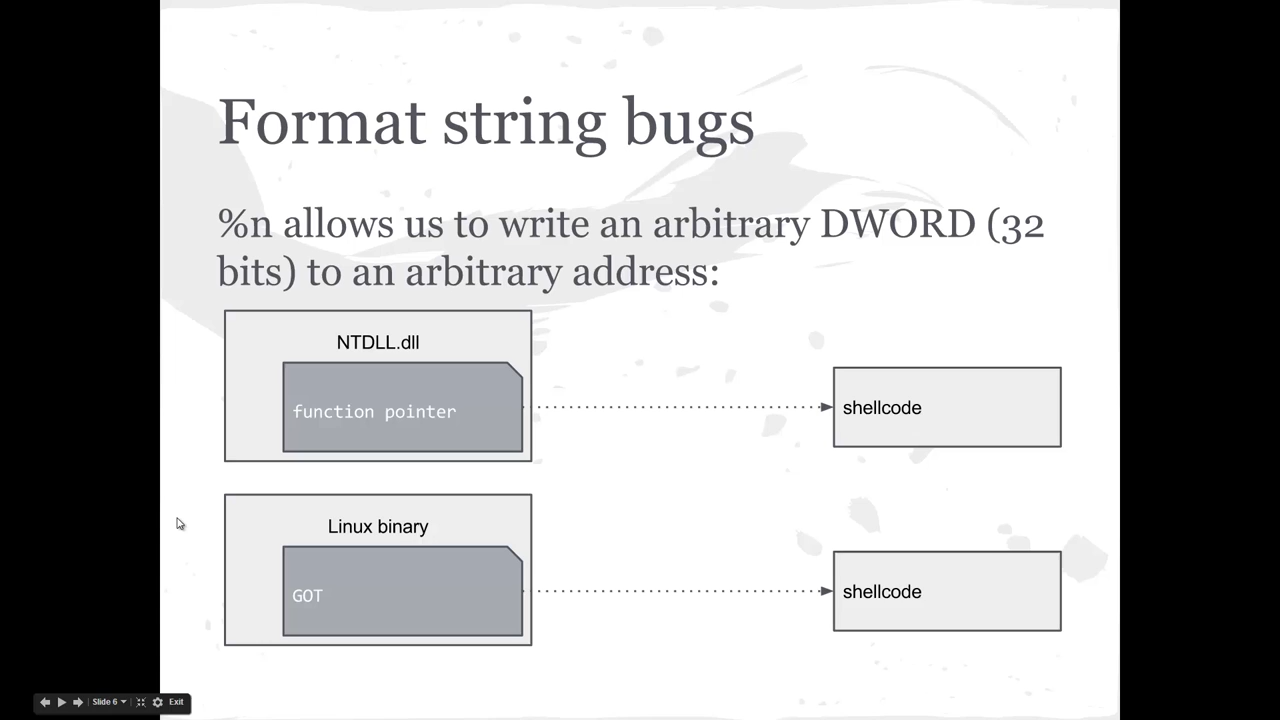 Format string bugs
%n allows us to write an arbitrary DWORD (32
bits) to an arbitrary address:
NTDLL.dll
function pointer
shellcode
Linux binary
GOT
shellcode
Slide 6
Exit